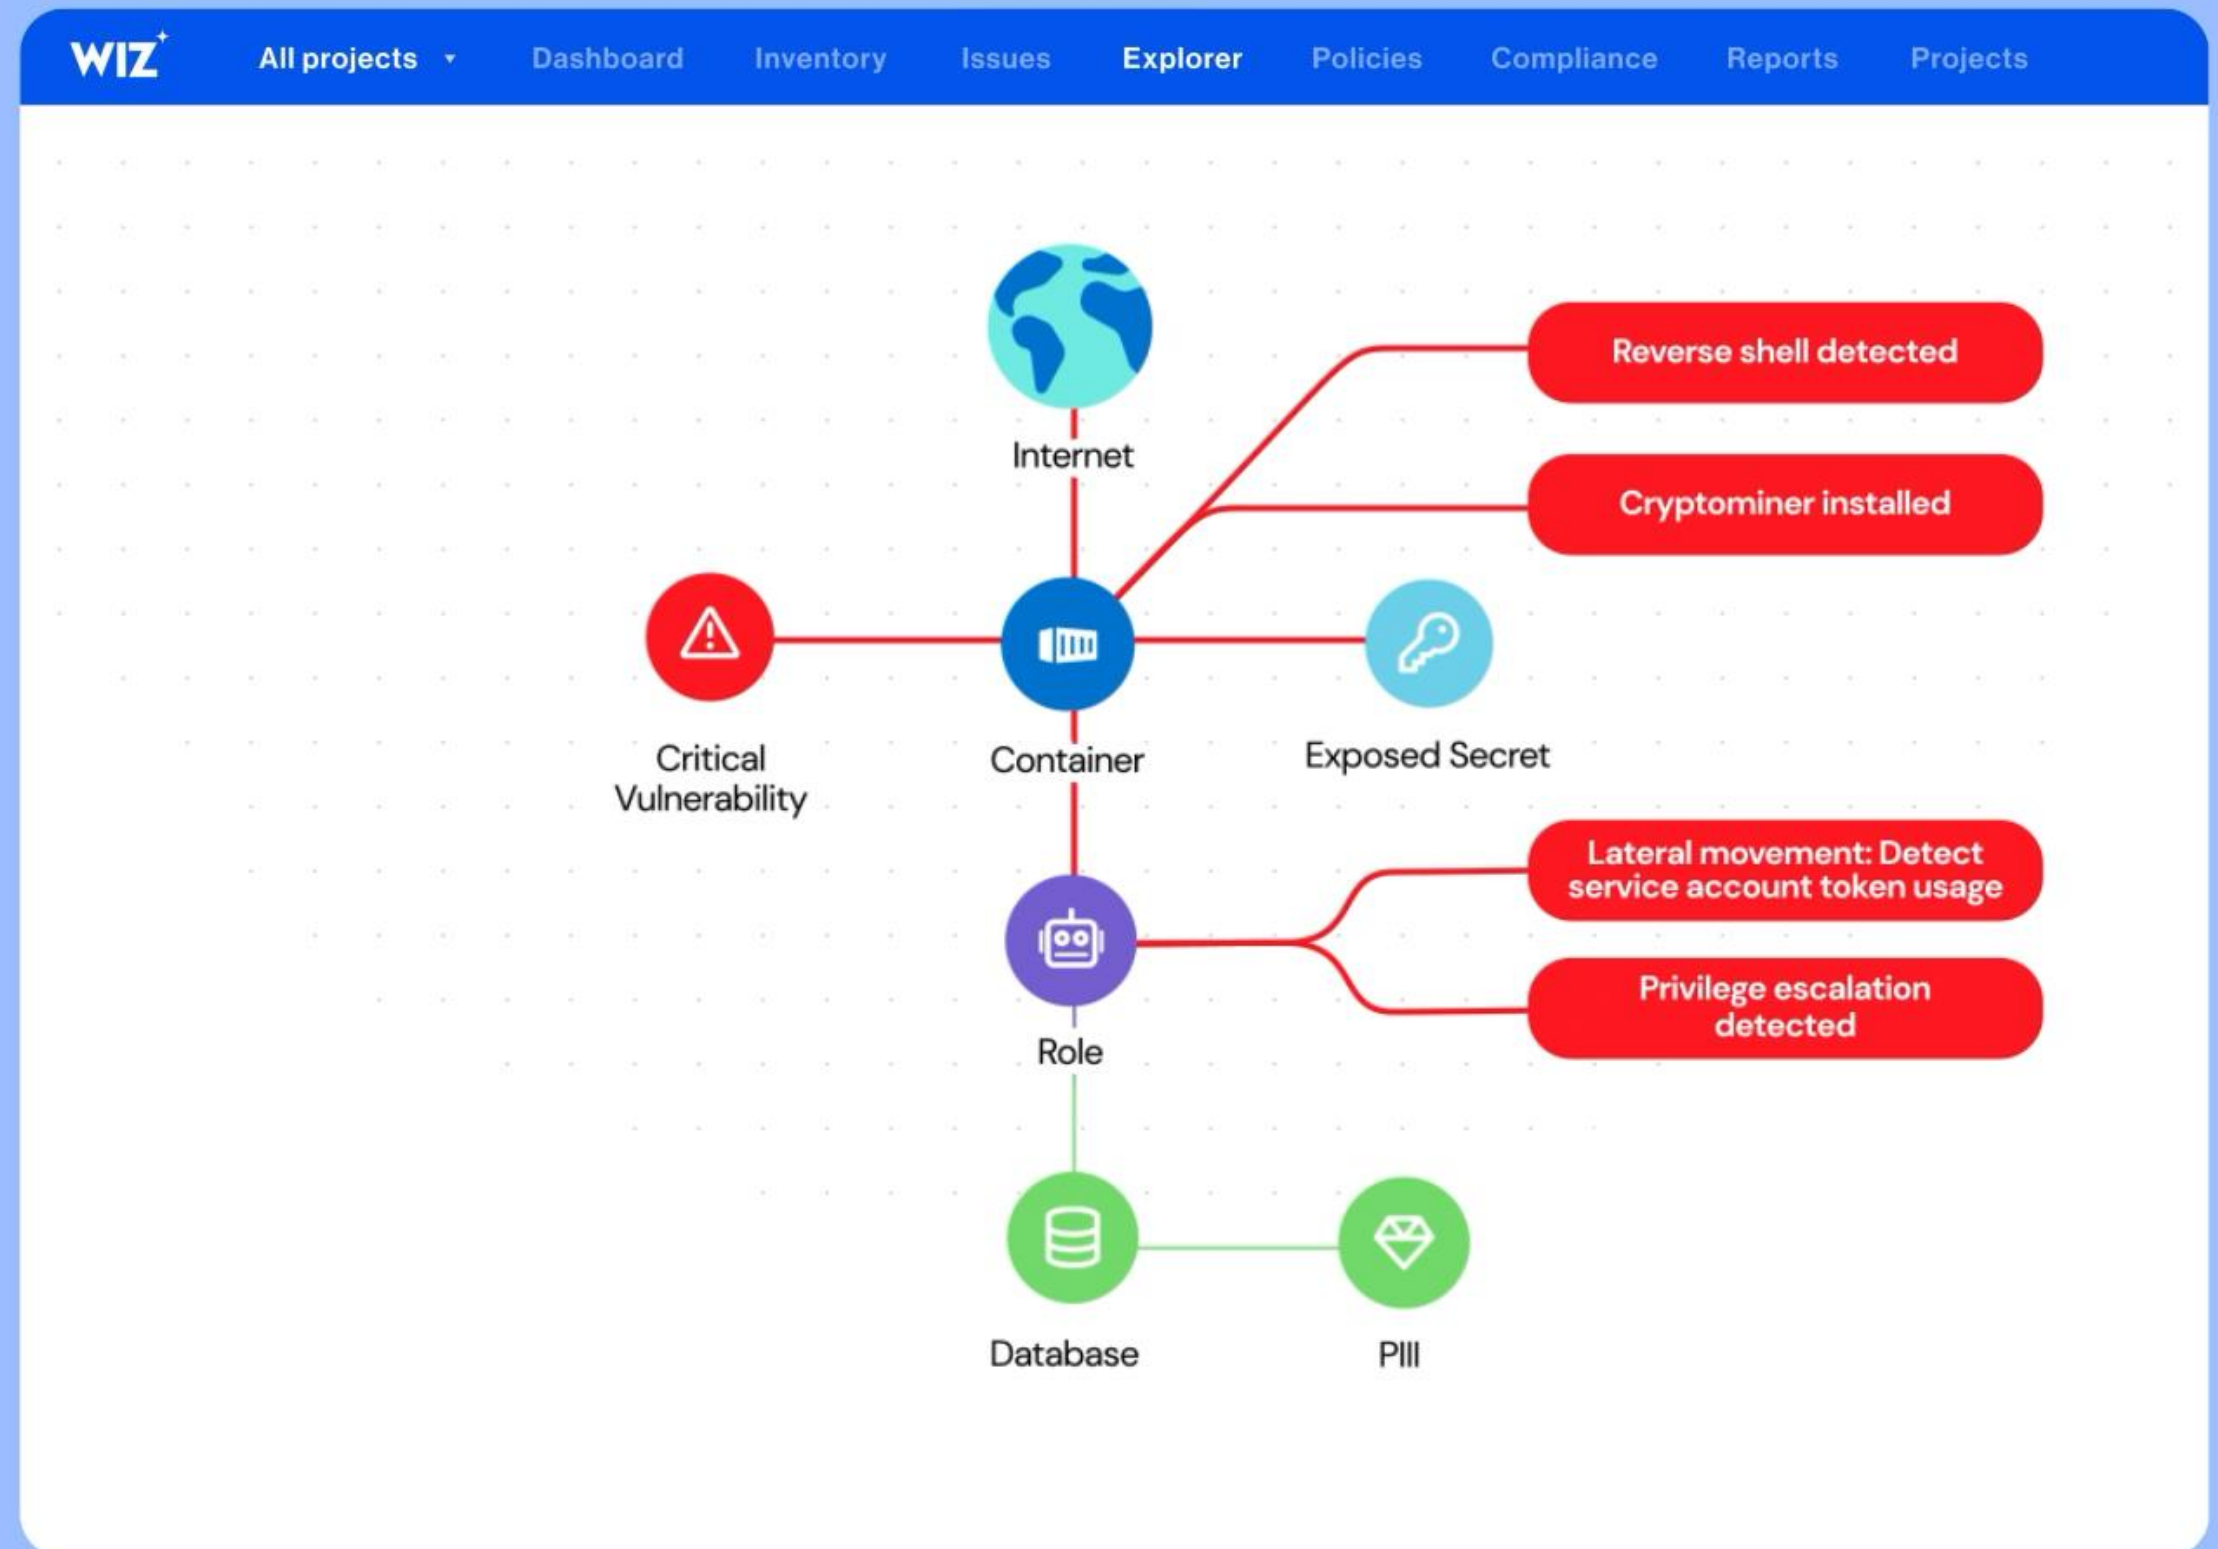 WIZ
All projects
Dashboard
Inventory
Issues
Explorer
Policies
Compliance
Reports
Projects
Internet
Reverse shell detected
Cryptominer installed
Critical
Vulnerability
Container
Exposed Secret
Lateral movement: Detect
service account token usage
Privilege escalation
detected
Role
Database
PIII